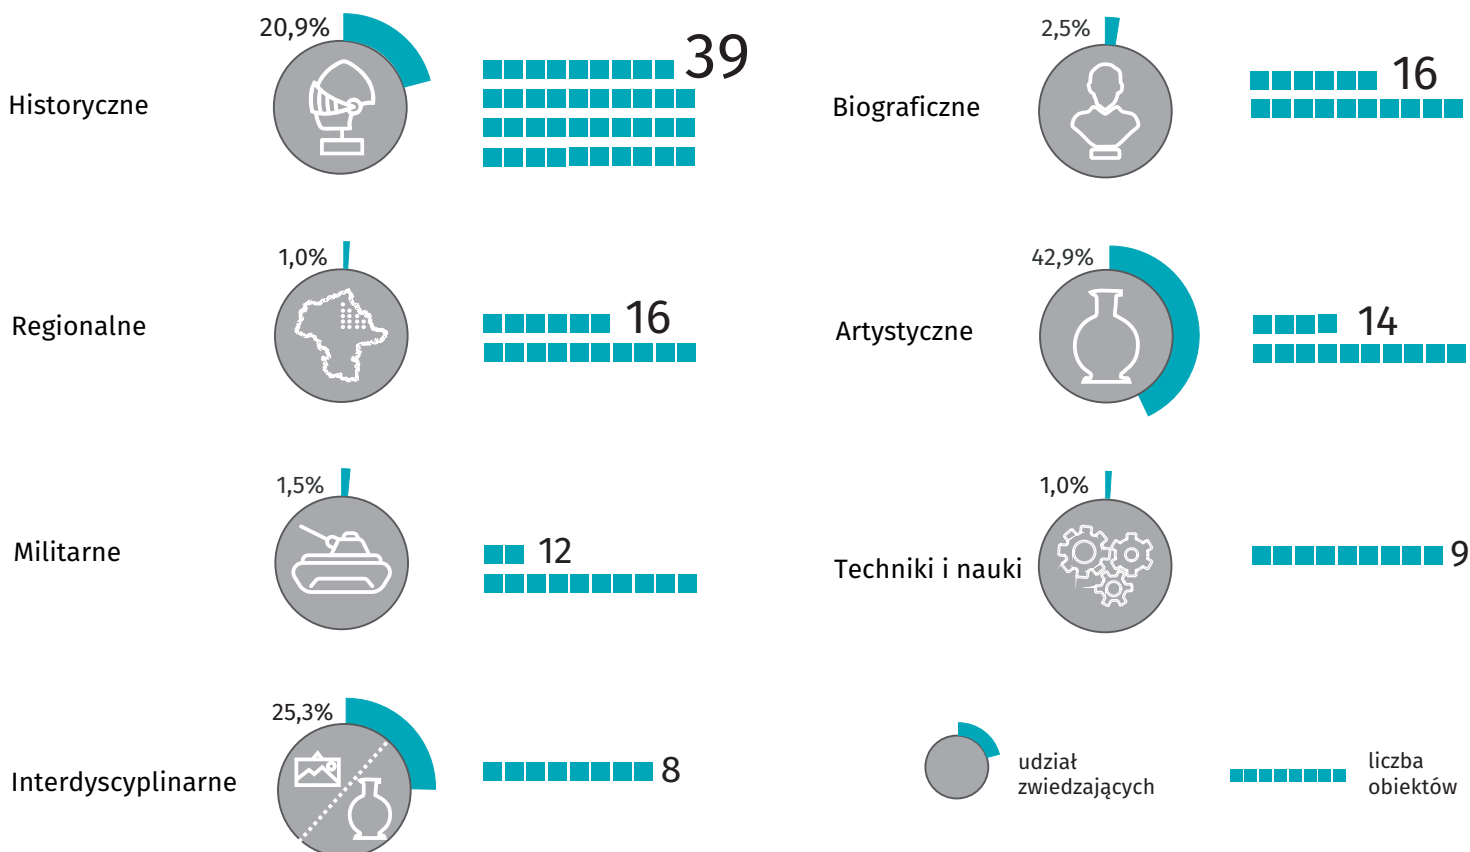 20,9%
39
Historyczne
2,5%
16
Biograficzne
1,0%
16
Regionalne
42,9%
14
Artystyczne
1,5%
12
Militarne
1,0%
9
Techniki i nauki
25,3%
8
Interdyscyplinarne
udział
zwiedzających
liczba
obiektów